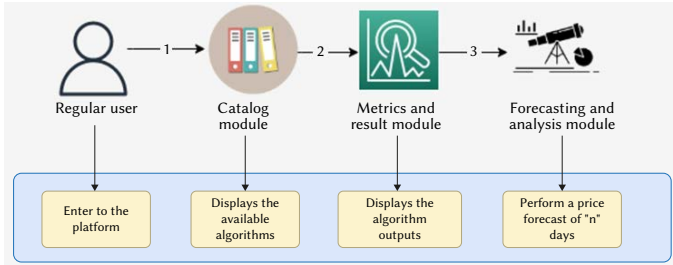 1
2
3
Regular user
Catalog
module
Metrics and
result module
Forecasting and
analysis module
Enter to the
platform
Displays the
available
algorithms
Displays the
algorithm
outputs
Perform a price
forecast of "n"
days